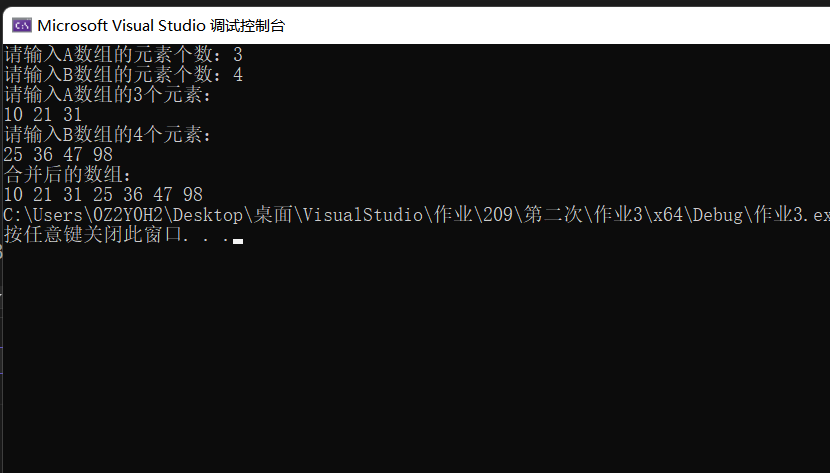 Microsoft Visual Studio 调试控制台
请输入A数组的元素个数：3
请输入B数组的元素个数：4
请输入A数组的3个元素：
10 21 31
请输入B数组的4个元素：
25 36 47 98
合并后的数组：
10 21 31 25 36 47 98
C:\Users\OZ2YOH2\Desktop\桌面\VisualStudio\作业\209\第二次\作业3\x64\Debug\作业3.ex
按任意键关闭此窗口. . .